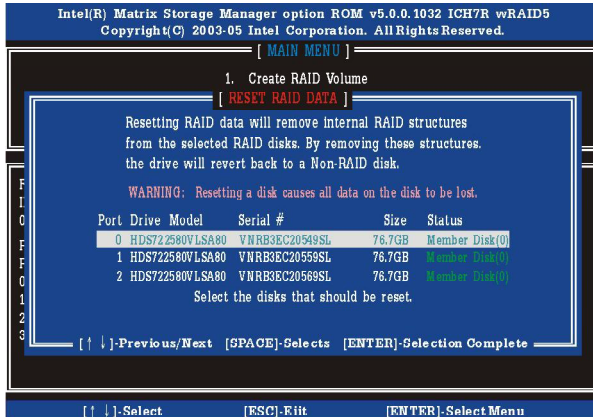 Intel(R) Matrix Storage Manager option ROM v5.0.0.1032 ICH7R wRAID5
Copyright(C) 2003-05 Intel Corporation. All Rights Reserved.
[ MAIN MENU ]
1. Create RAID Volume
[ RESET RAID DATA ]
Resetting RAID data will remove internal RAID structures
from the selected RAID disks. By removing these structures.
the drive will revert back to a Non-RAID disk.
WARNING: Resetting a disk causes all data on the disk to be lost.
Port Drive Model Serial # Size Status
0 HDS722580VLSA80 VNRB3EC20549SL 76.7GB Member Disk(0)
1 HDS722580VLSA80 VNRB3EC20559SL 76.7GB Member Disk(0)
2 HDS722580VLSA80 VNRB3EC20569SL 76.7GB Member Disk(0)
Select the disks that should be reset.
[↑ ↓]-Previous/Next [SPACE]-Selects [ENTER]-Selection Complete
[↑ ↓]-Select [ESC]-Eiit [ENTER]-Select Menu